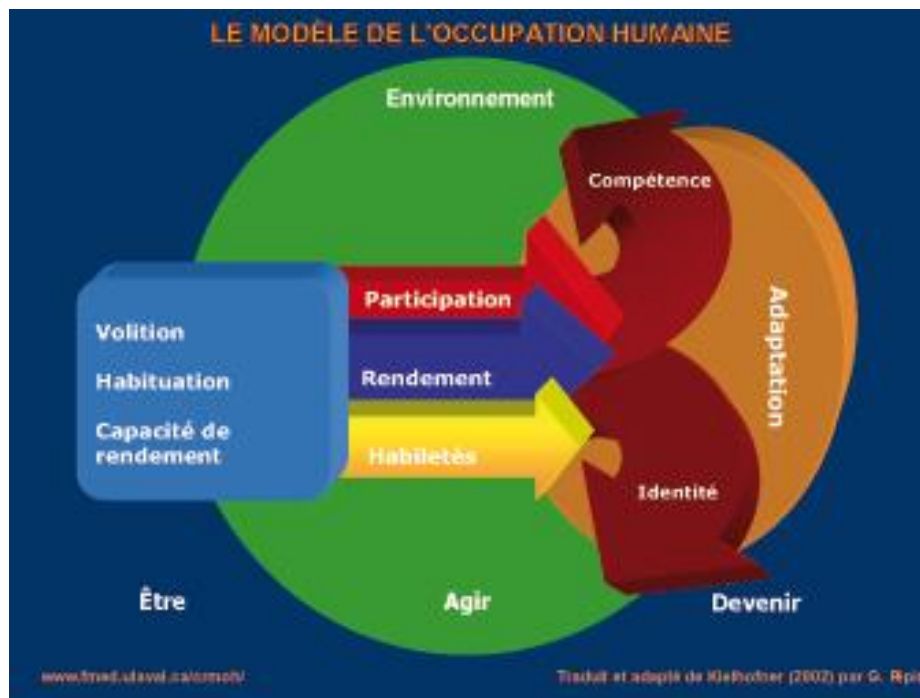 LE MODÈLE DE L'OCCUPATION HUMAINE
Environnement
Compétence
Participation
Volition
Adaptation
Habituation
Rendement
Capacité de
rendement
Habiletés
Identité
Être
Agir
Devenir
www.fmed.ulaval.ca/crmoh/
Traduit et adapté de Kielhofner (2002) par G.